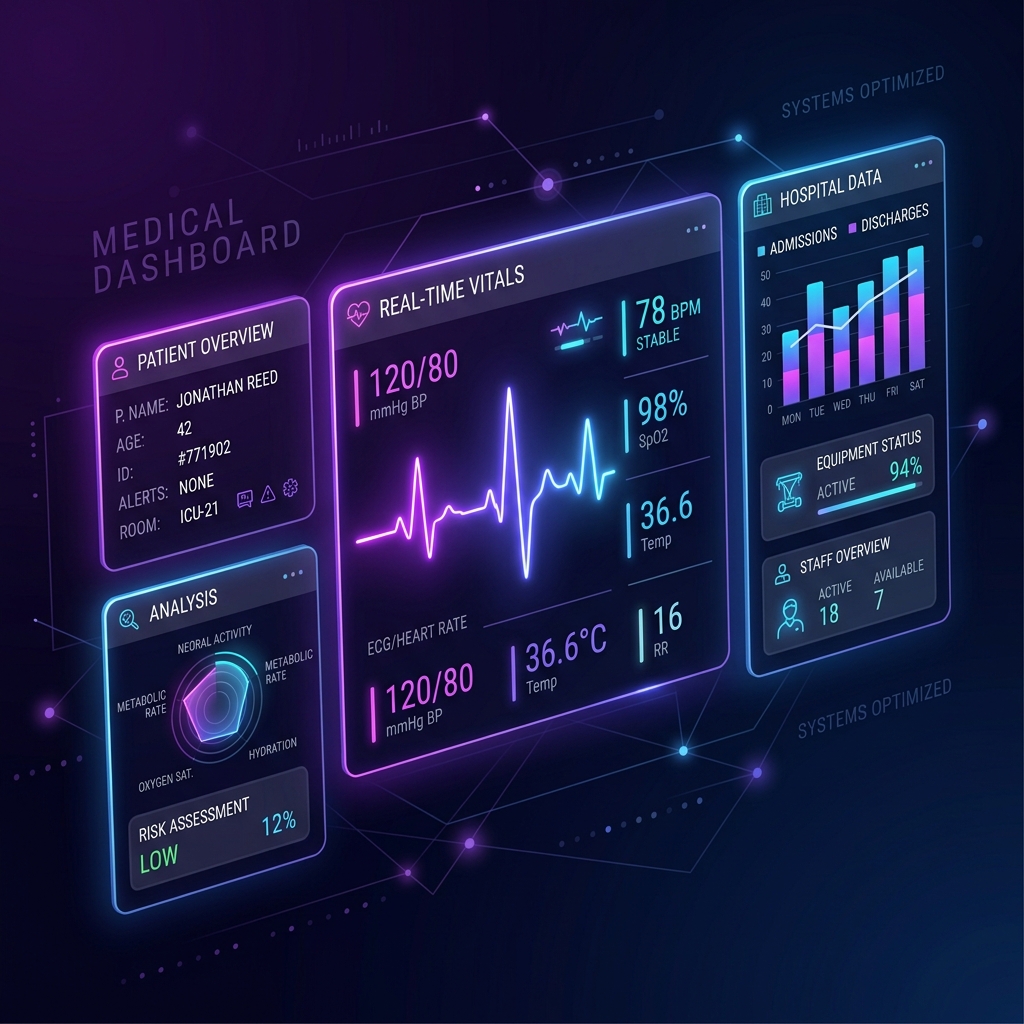 SYSTEMS OPTIMIZED
MEDICAL
DASHBOARD
PATIENT OVERVIEW
P. NAME: JONATHAN REED
AGE: 42
ID: #771902
ALERTS: NONE
ROOM: ICU-21
ANALYSIS
NEORAL ACTIVITY
METABOLIC
RATE
METABOLIC
RATE
HYDRATION
OXYGEN SAT.
RISK ASSESSMENT
LOW 12%
REAL-TIME VITALS
120/80
mmHg BP
78 BPM
STABLE
98%
SpO2
36.6
Temp
ECG/HEART RATE
120/80
mmHg BP
36.6°C
Temp
16
RR
HOSPITAL DATA
ADMISSIONS DISCHARGES
50
40
30
20
10
0
MON TUE WED THU FRI SAT
EQUIPMENT STATUS
ACTIVE 94%
STAFF OVERVIEW
ACTIVE AVAILABLE
18 7
SYSTEMS OPTIMIZED